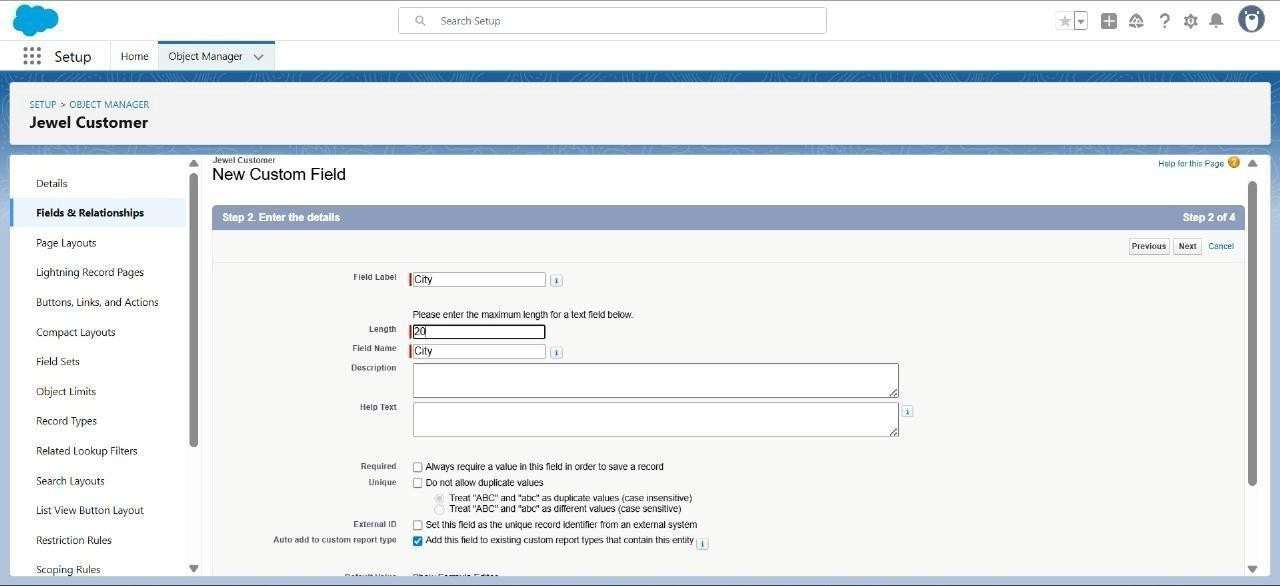 Search Setup
Setup
Home
Object Manager
SETUP > OBJECT MANAGER
Jewel Customer
Details
Fields & Relationships
Page Layouts
Lightning Record Pages
Buttons, Links, and Actions
Compact Layouts
Field Sets
Object Limits
Record Types
Related Lookup Filters
Search Layouts
List View Button Layout
Restriction Rules
Scoping Rules
Jewel Customer
New Custom Field
Help for this Page
Step 2. Enter the details
Step 2 of 4
Previous Next Cancel
Field Label City
Please enter the maximum length for a text field below.
Length 20
Field Name City
Description
Help Text
Required Always require a value in this field in order to save a record
Unique Do not allow duplicate values
Treat "ABC" and "abc" as duplicate values (case insensitive)
Treat "ABC" and "abc" as different values (case sensitive)
External ID Set this field as the unique record identifier from an external system
Auto add to custom report type Add this field to existing custom report types that contain this entity
Default Value Show Formula Editor